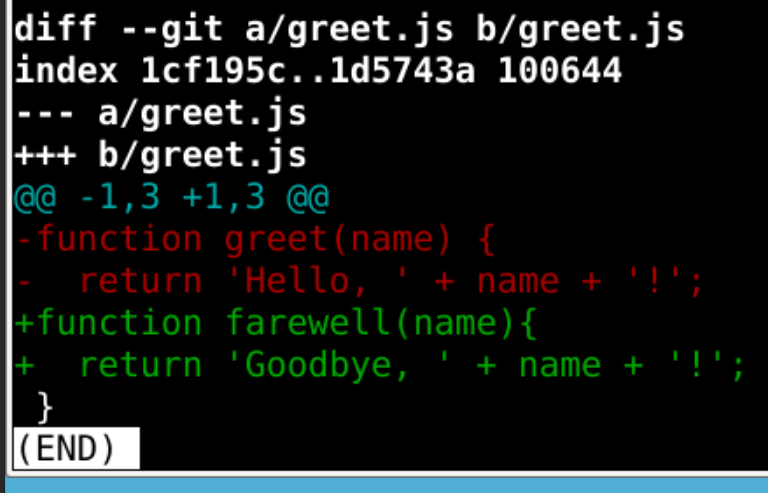 diff --git a/greet.js b/greet.js
index 1cf195c..1d5743a 100644
--- a/greet.js
+++ b/greet.js
@@ -1,3 +1,3 @@
-function greet(name) {
-  return 'Hello, ' + name + '!';
+function farewell(name){
+  return 'Goodbye, ' + name + '!';
 }
(END)